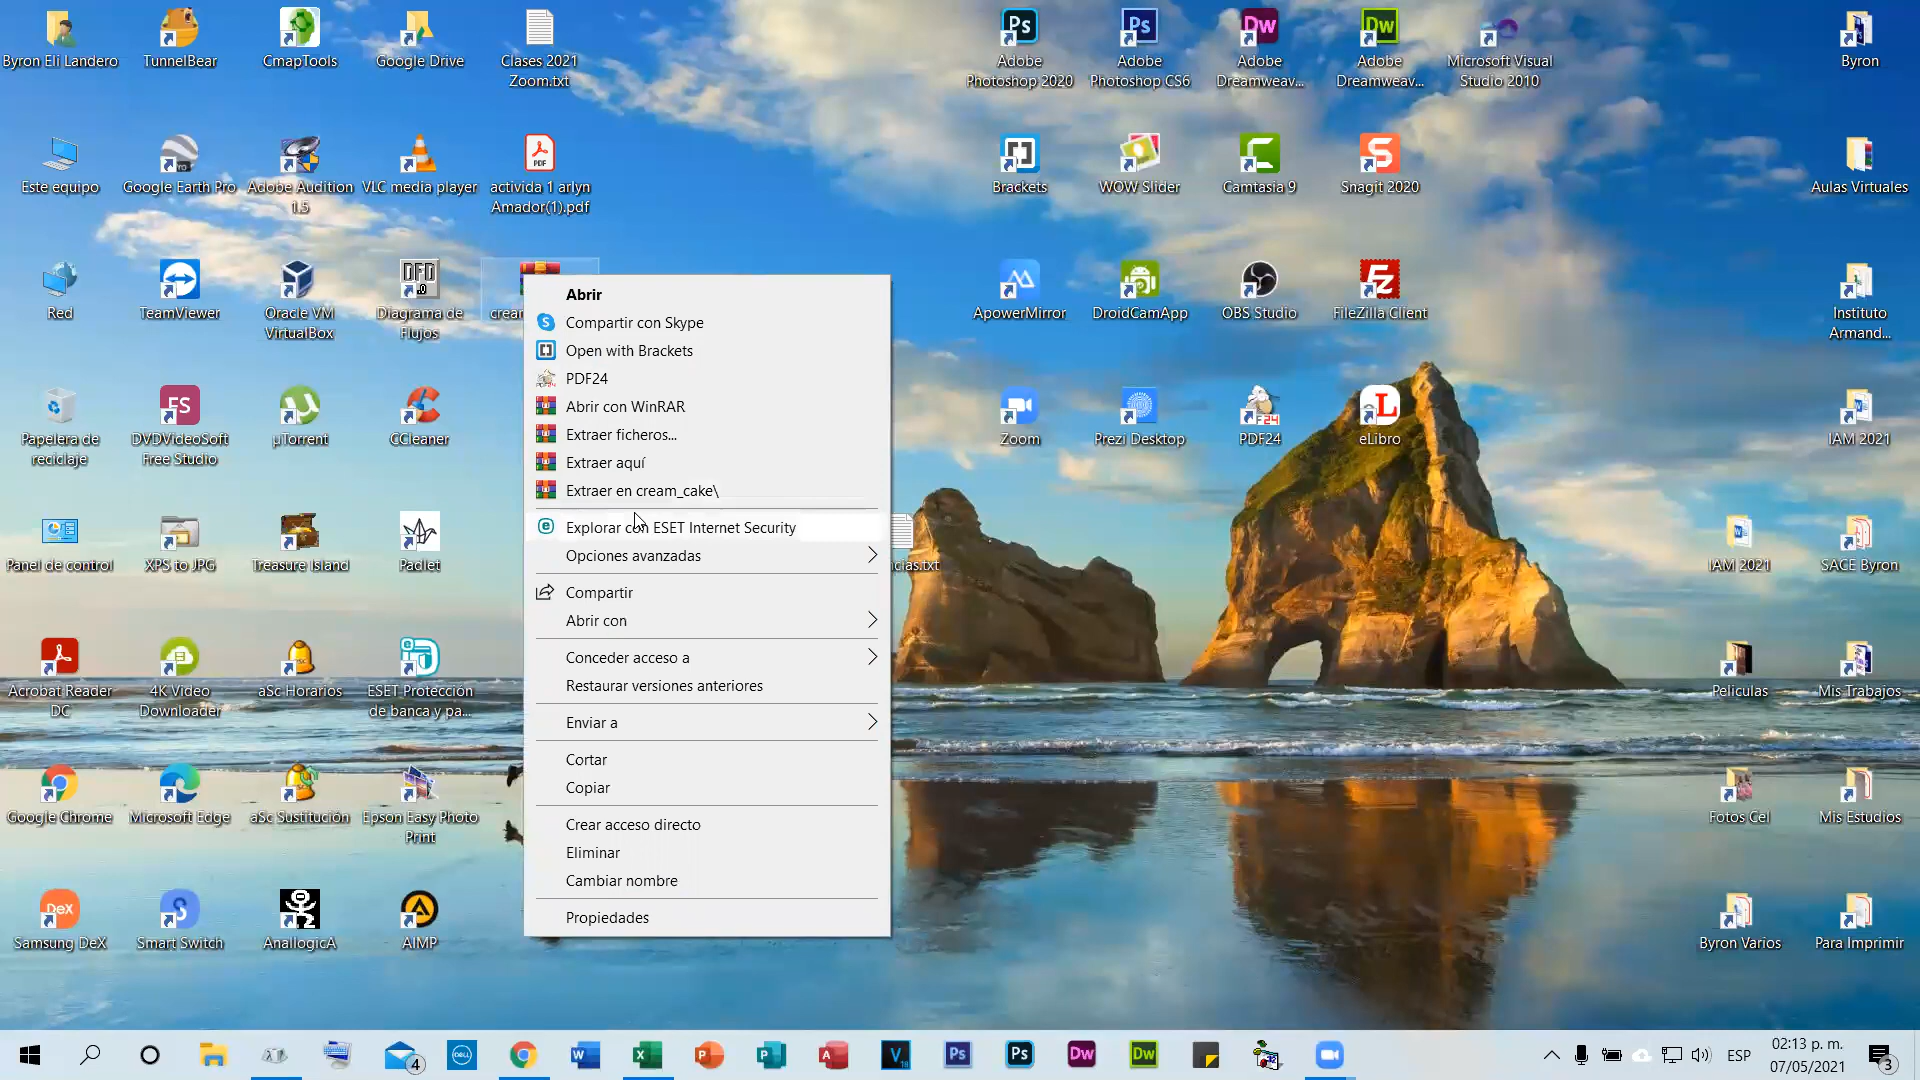 Byron Eli Landero
TunnelBear
CmapTools
Google Drive
Clases 2021
Zoom.txt
Adobe
Photoshop 2020
Adobe
Photoshop CS6
Adobe
Dreamweav...
Adobe
Dreamweav...
Microsoft Visual
Studio 2010
Byron
Este equipo
Google Earth Pro
Adobe Audition
1.5
VLC media player
activida 1 arlyn
Amador(1).pdf
Brackets
WOW Slider
Camtasia 9
Snagit 2020
Aulas Virtuales
Red
TeamViewer
Oracle VM
VirtualBox
Diagrama de
Flujos
ApowerMirror
DroidCamApp
OBS Studio
FileZilla Client
Instituto
Armand...
Papelera de
reciclaje
DVDVideoSoft
Free Studio
µTorrent
CCleaner
Zoom
Prezi Desktop
PDF24
eLibro
IAM 2021
Panel de control
XPS to JPG
Treasure Island
Padlet
IAM 2021
SACE Byron
Acrobat Reader
DC
4K Video
Downloader
aSc Horarios
ESET Protección
de banca y pa...
Peliculas
Mis Trabajos
Google Chrome
Microsoft Edge
aSc Sustitución
Epson Easy Photo
Print
Fotos Cel
Mis Estudios
Samsung DeX
Smart Switch
AnallogicA
AIMP
Byron Varios
Para Imprimir
Abrir
Compartir con Skype
Open with Brackets
PDF24
Abrir con WinRAR
Extraer ficheros...
Extraer aquí
Extraer en cream_cake\
Explorar con ESET Internet Security
Opciones avanzadas
Compartir
Abrir con
Conceder acceso a
Restaurar versiones anteriores
Enviar a
Cortar
Copiar
Crear acceso directo
Eliminar
Cambiar nombre
Propiedades
ESP
02:13 p. m.
07/05/2021